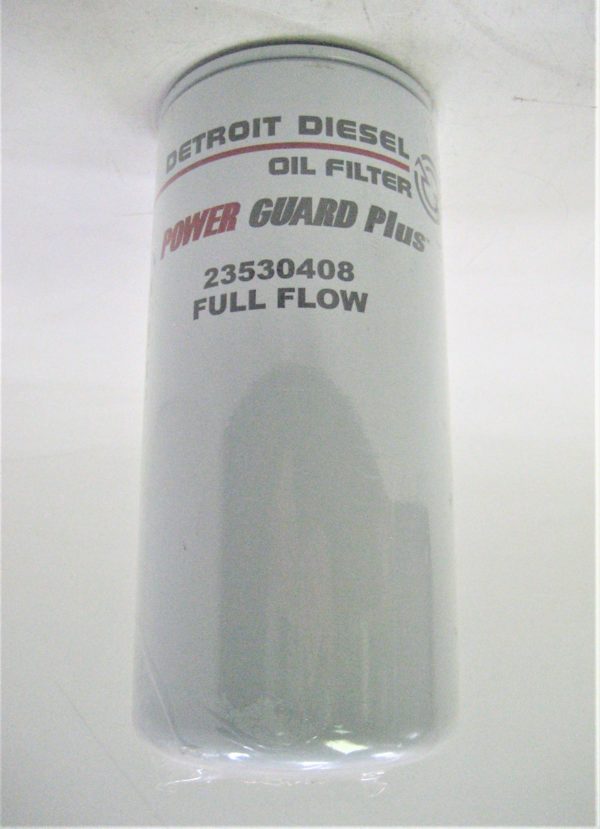 DETROIT DIESEL
OIL FILTER
POWER GUARD Plus
23530408
FULL FLOW